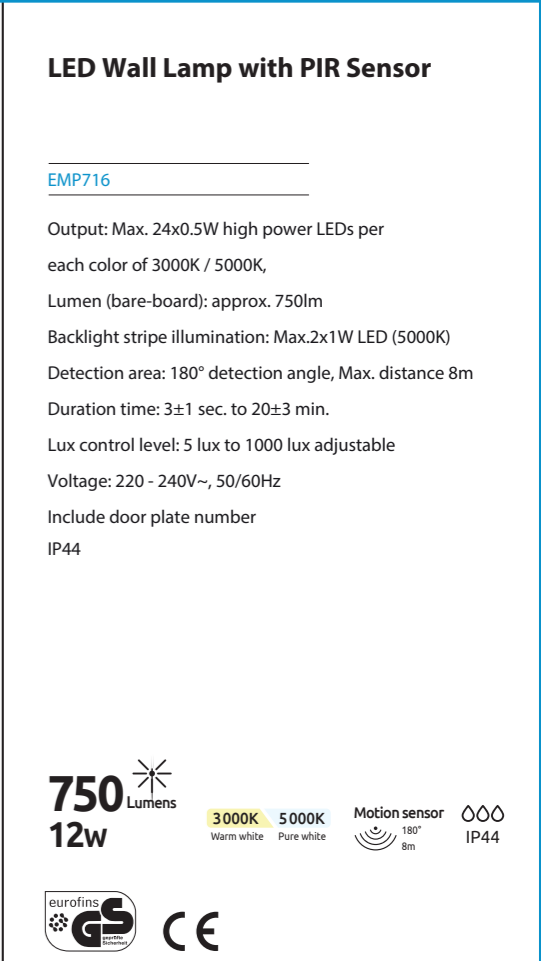 LED Wall Lamp with PIR Sensor
EMP716
Output: Max. 24x0.5W high power LEDs per
each color of 3000K / 5000K,
Lumen (bare-board): approx. 750lm
Backlight stripe illumination: Max.2x1W LED (5000K)
Detection area: 180° detection angle, Max. distance 8m
Duration time: 3±1 sec. to 20±3 min.
Lux control level: 5 lux to 1000 lux adjustable
Voltage: 220 - 240V~, 50/60Hz
Include door plate number
IP44
750 Lumens
12W
3000K 5000K
Warm white Pure white
Motion sensor
180°
8m
IP44
eurofins
GS
geprüfte
Sicherheit
CE